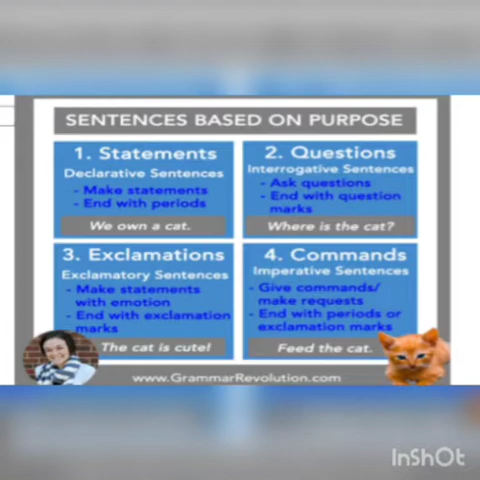 SENTENCES BASED ON PURPOSE
1. Statements
Declarative Sentences
- Make statements
- End with periods
We own a cat.
2. Questions
Interrogative Sentences
- Ask questions
- End with question
marks
Where is the cat?
3. Exclamations
Exclamatory Sentences
- Make statements
with emotion
- End with exclamation
marks
The cat is cute!
4. Commands
Imperative Sentences
- Give commands/
make requests
- End with periods or
exclamation marks
Feed the cat.
www.GrammarRevolution.com
InShOt